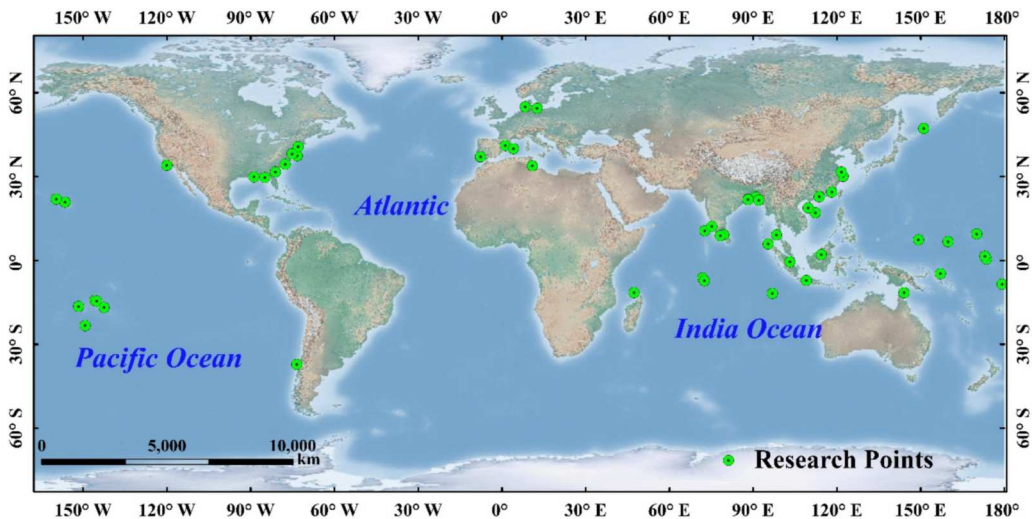 150° W 120° W 90° W 60° W 30° W 0° 30° E 60° E 90° E 120° E 150° E 180°
60° N 60° N
30° N 30° N
Atlantic
0° 0°
India Ocean
30° S 30° S
Pacific Ocean
60° S 60° S
0 5,000 10,000
km
Research Points
150° W 120° W 90° W 60° W 30° W 0° 30° E 60° E 90° E 120° E 150° E 180°